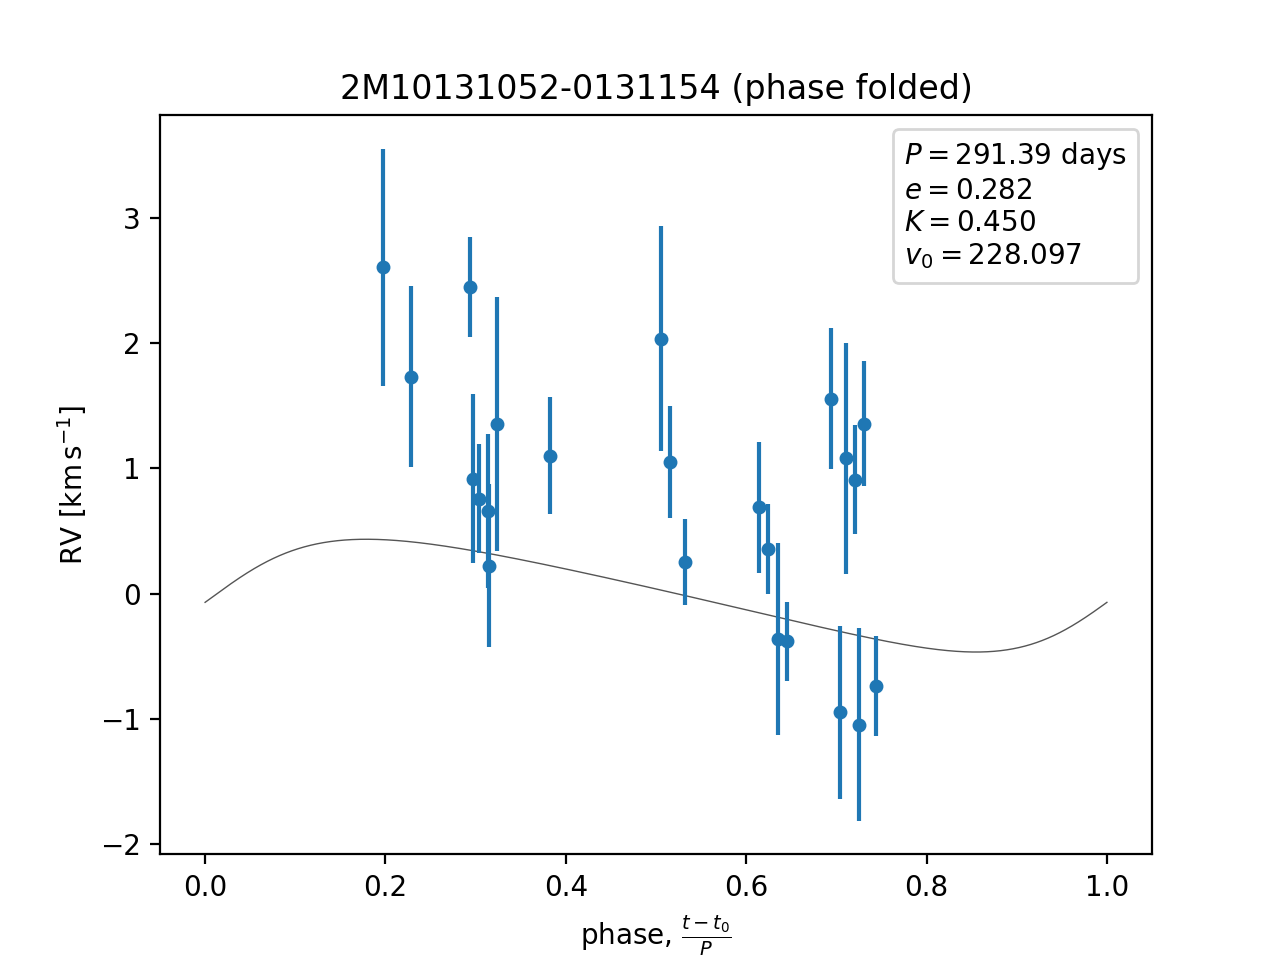 2M10131052-0131154 (phase folded)
P = 291.39 days
e = 0.282
K = 0.450
v₀ = 228.097
RV [km s⁻¹]
3
2
1
0
−1
−2
0.0 0.2 0.4 0.6 0.8 1.0
phase, (t − t₀)/P